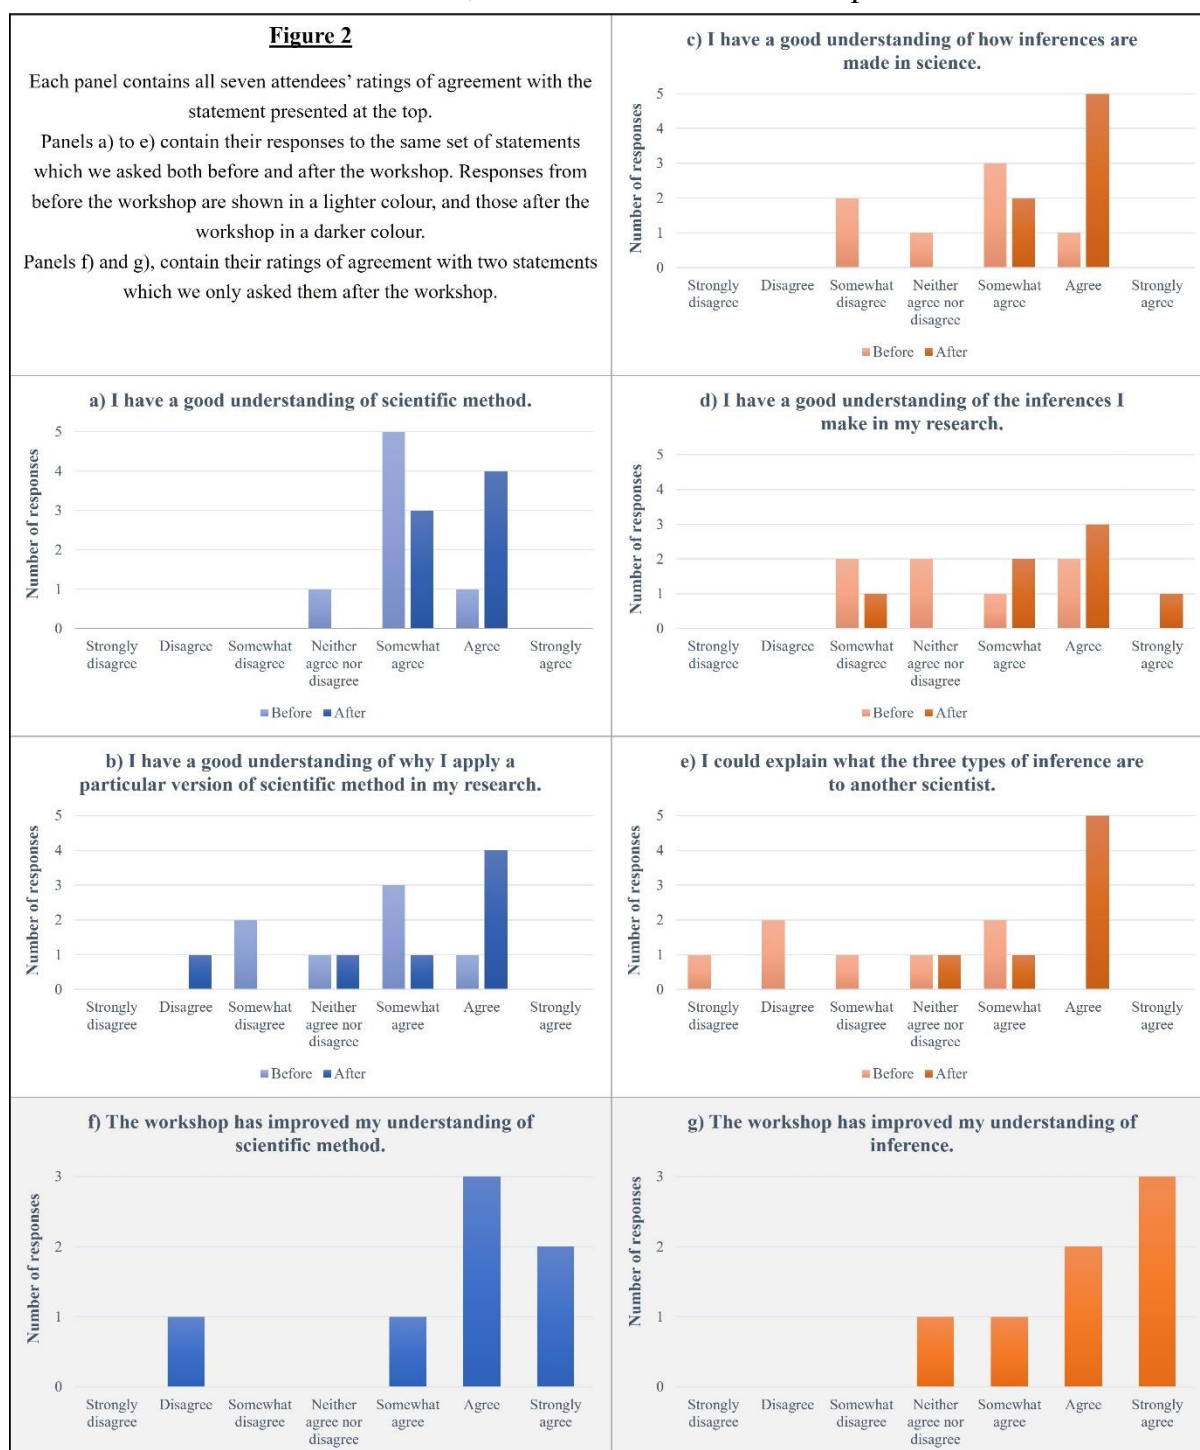 Figure 2
Each panel contains all seven attendees’ ratings of agreement with the
statement presented at the top.
Panels a) to e) contain their responses to the same set of statements
which we asked both before and after the workshop. Responses from
before the workshop are shown in a lighter colour, and those after the
workshop in a darker colour.
Panels f) and g), contain their ratings of agreement with two statements
which we only asked them after the workshop.
c) I have a good understanding of how inferences are
made in science.
Number of responses
5
4
3
2
1
0
Strongly disagree
Disagree
Somewhat disagree
Neither agree nor disagree
Somewhat agree
Agree
Strongly agree
Before After
a) I have a good understanding of scientific method.
Number of responses
5
4
3
2
1
0
Strongly disagree
Disagree
Somewhat disagree
Neither agree nor disagree
Somewhat agree
Agree
Strongly agree
Before After
d) I have a good understanding of the inferences I
make in my research.
Number of responses
5
4
3
2
1
0
Strongly disagree
Disagree
Somewhat disagree
Neither agree nor disagree
Somewhat agree
Agree
Strongly agree
Before After
b) I have a good understanding of why I apply a
particular version of scientific method in my research.
Number of responses
5
4
3
2
1
0
Strongly disagree
Disagree
Somewhat disagree
Neither agree nor disagree
Somewhat agree
Agree
Strongly agree
Before After
e) I could explain what the three types of inference are
to another scientist.
Number of responses
5
4
3
2
1
0
Strongly disagree
Disagree
Somewhat disagree
Neither agree nor disagree
Somewhat agree
Agree
Strongly agree
Before After
f) The workshop has improved my understanding of
scientific method.
Number of responses
3
2
1
0
Strongly disagree
Disagree
Somewhat disagree
Neither agree nor disagree
Somewhat agree
Agree
Strongly agree
g) The workshop has improved my understanding of
inference.
Number of responses
3
2
1
0
Strongly disagree
Disagree
Somewhat disagree
Neither agree nor disagree
Somewhat agree
Agree
Strongly agree